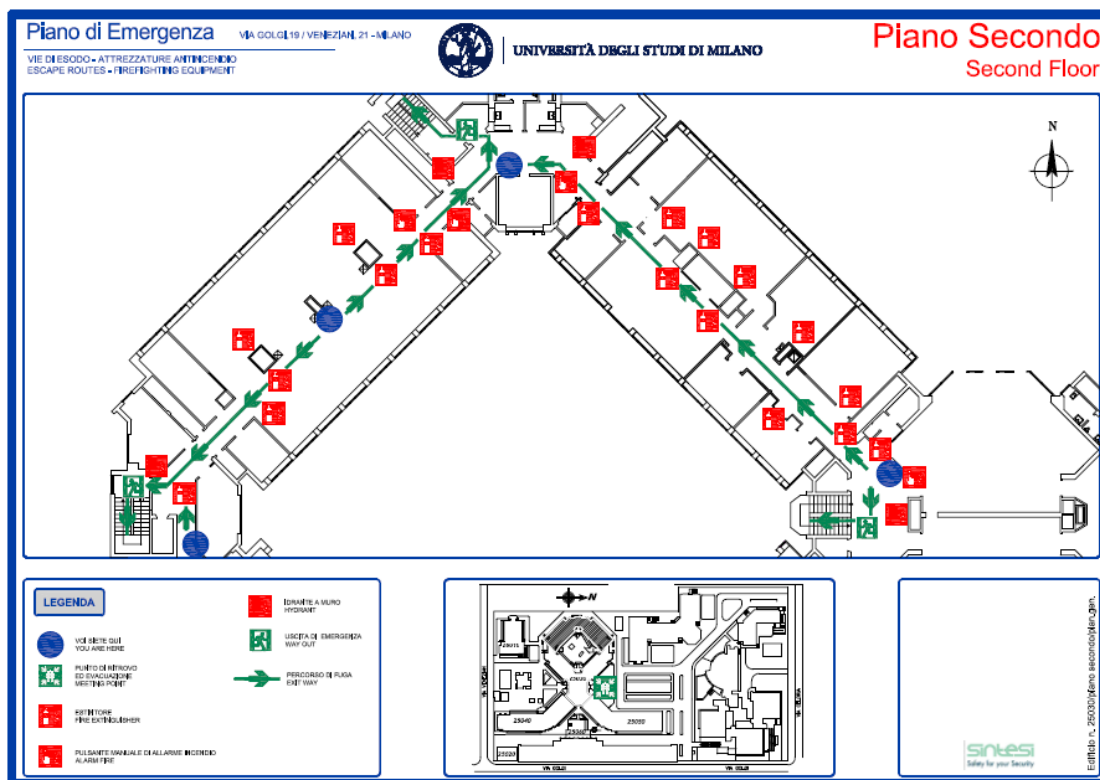 Piano di Emergenza
VIA GOLGI,19 / VENEZIAN, 21 - MILANO
VIE DI ESODO - ATTREZZATURE ANTINCENDIO
ESCAPE ROUTES - FIREFIGHTING EQUIPMENT
UNIVERSITÀ DEGLI STUDI DI MILANO
Piano Secondo
Second Floor
N
LEGENDA
VOI SIETE QUI
YOU ARE HERE
PUNTO DI RITROVO
ED EVACUAZIONE
MEETING POINT
ESTINTORE
FIRE EXTINGUISHER
PULSANTE MANUALE DI ALLARME INCENDIO
ALARM FIRE
IDRANTE A MURO
HYDRANT
USCITA DI EMERGENZA
WAY OUT
PERCORSO DI FUGA
EXIT WAY
N
25040
25030
25020
VIA GOLGI
VIA GOLGI
sintesi
Safety for your Security
Edificio n. 25030/piano secondo/plan.gen.